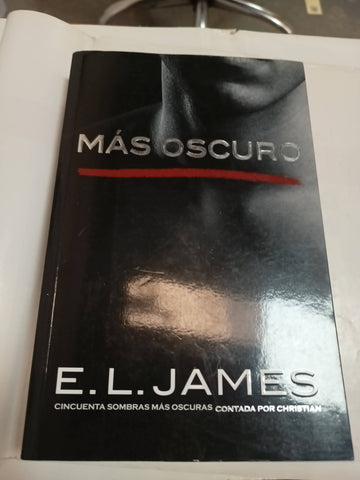 MÁS OSCURO
E. L. JAMES
CINCUENTA SOMBRAS MÁS OSCURAS CONTADA POR CHRISTIAN